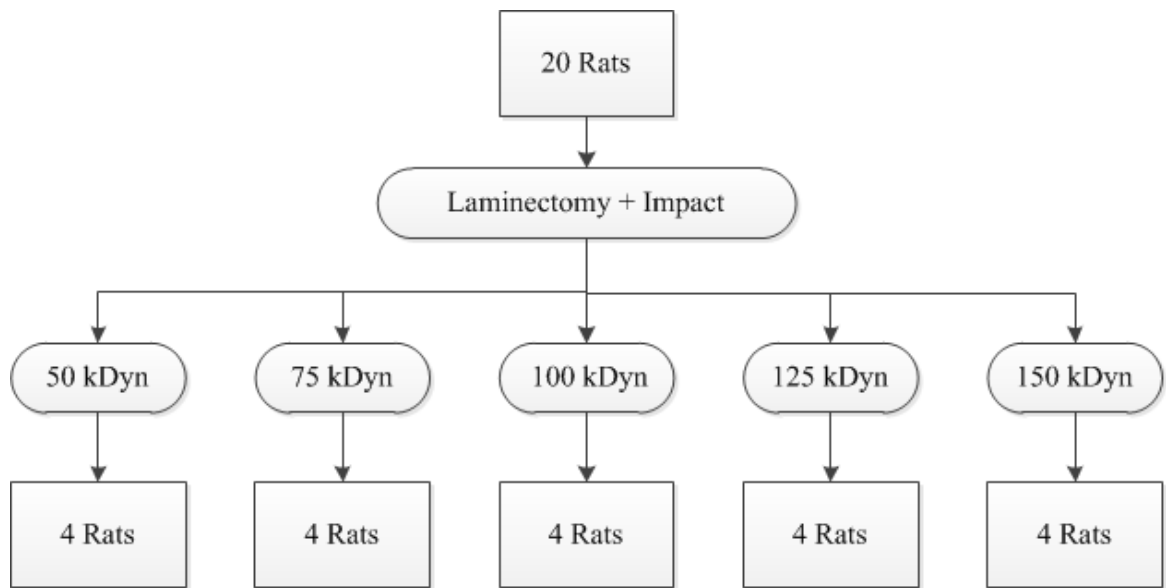 20 Rats
Laminectomy + Impact
50 kDyn
75 kDyn
100 kDyn
125 kDyn
150 kDyn
4 Rats
4 Rats
4 Rats
4 Rats
4 Rats